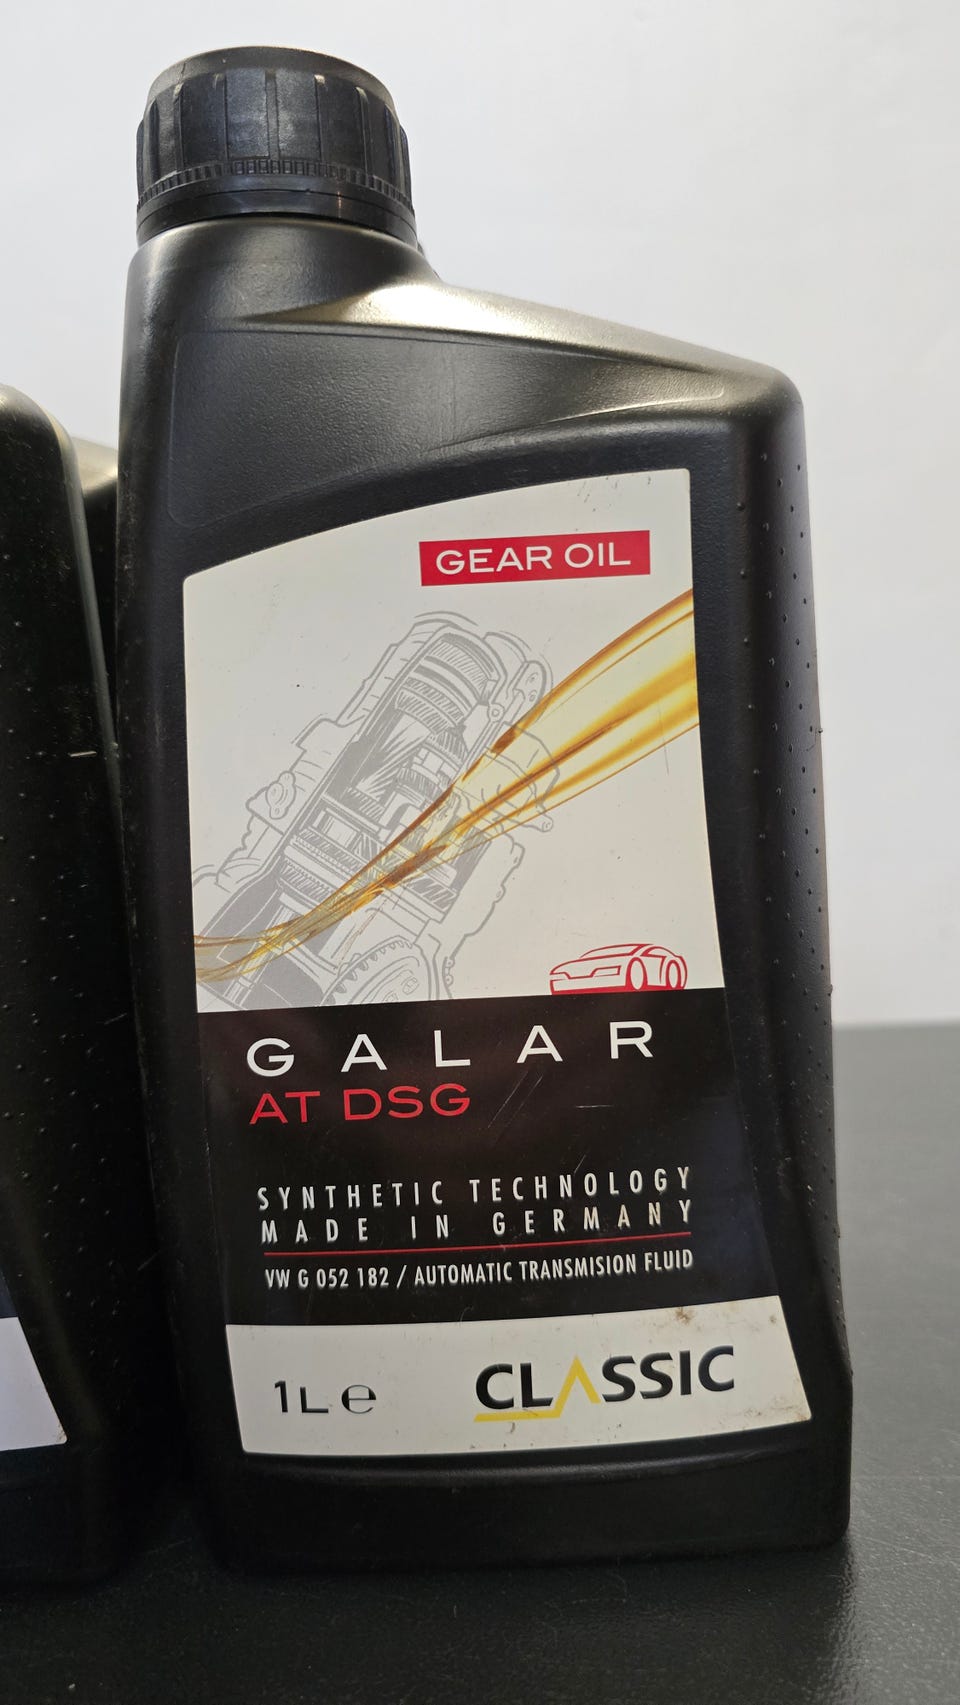 GEAR OIL
GALAR
AT DSG
SYNTHETIC TECHNOLOGY
MADE IN GERMANY
VW G 052 182 / AUTOMATIC TRANSMISION FLUID
1L e
CLASSIC